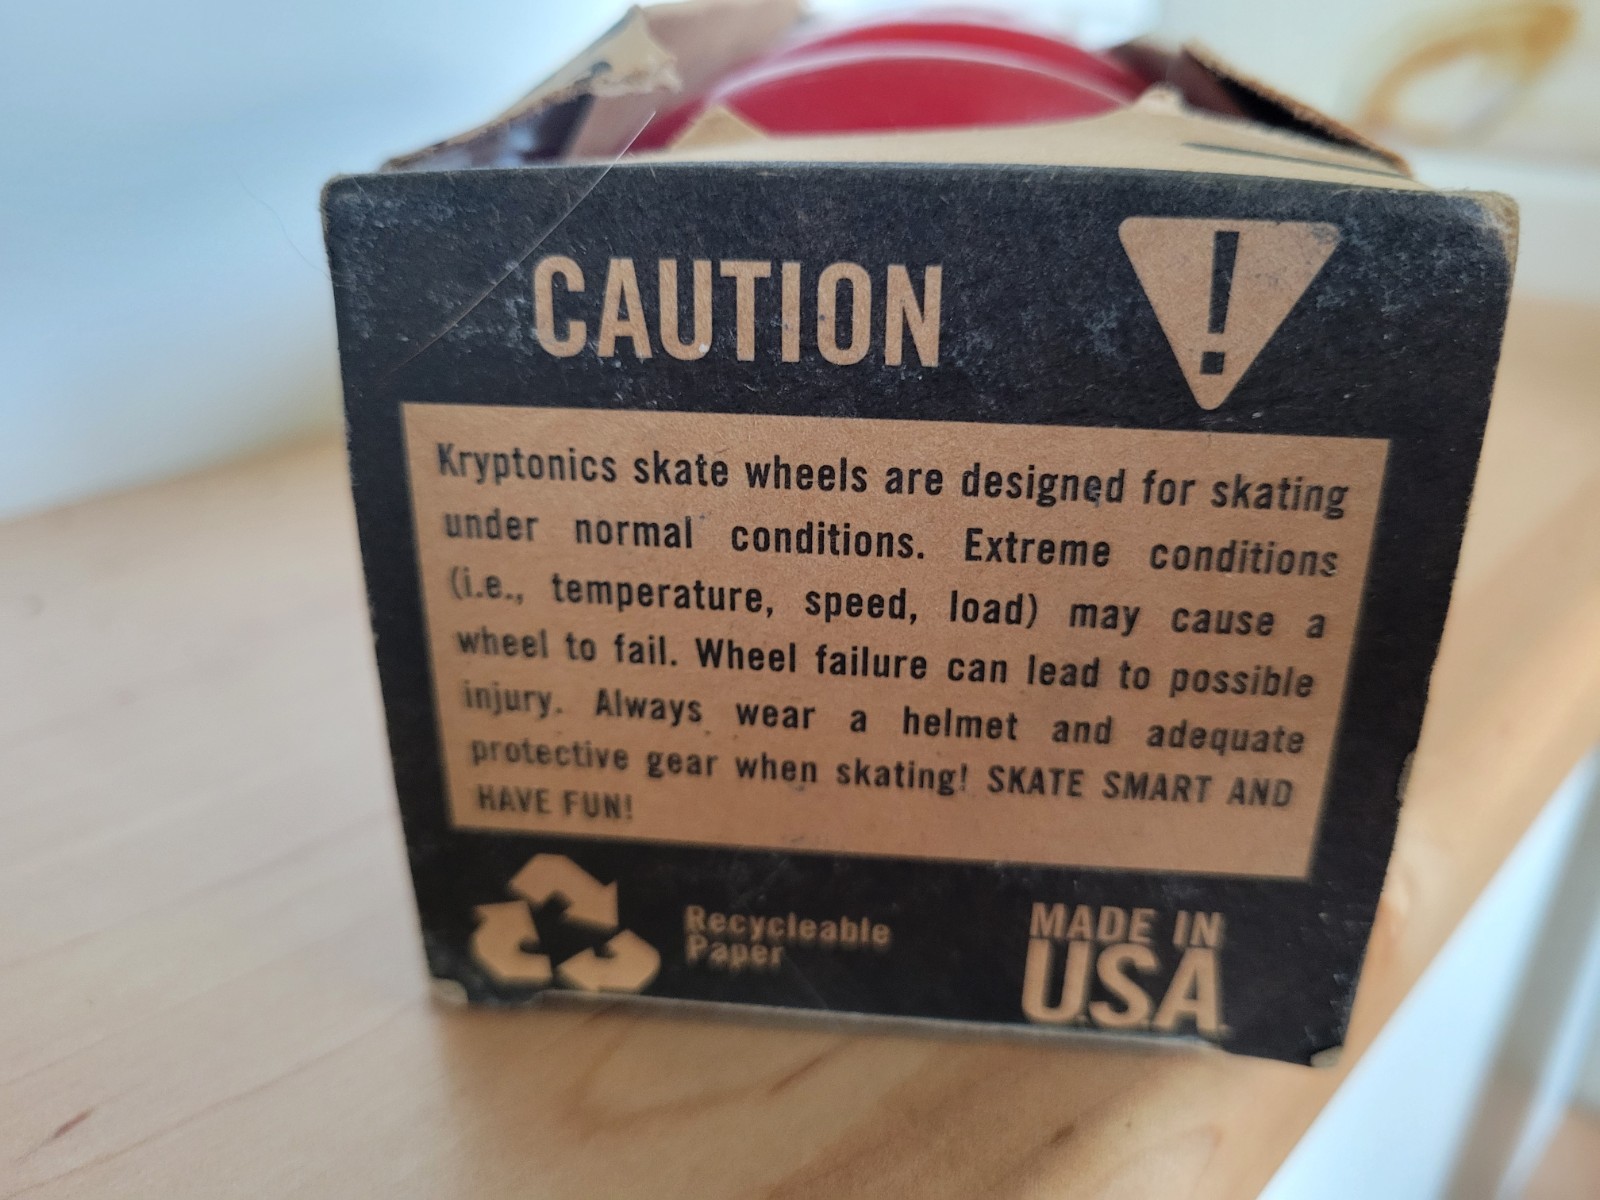 CAUTION
!
Kryptonics skate wheels are designed for skating
under normal conditions. Extreme conditions
(i.e., temperature, speed, load) may cause a
wheel to fail. Wheel failure can lead to possible
injury. Always wear a helmet and adequate
protective gear when skating! SKATE SMART AND
HAVE FUN!
Recycleable
Paper
MADE IN
U.S.A.